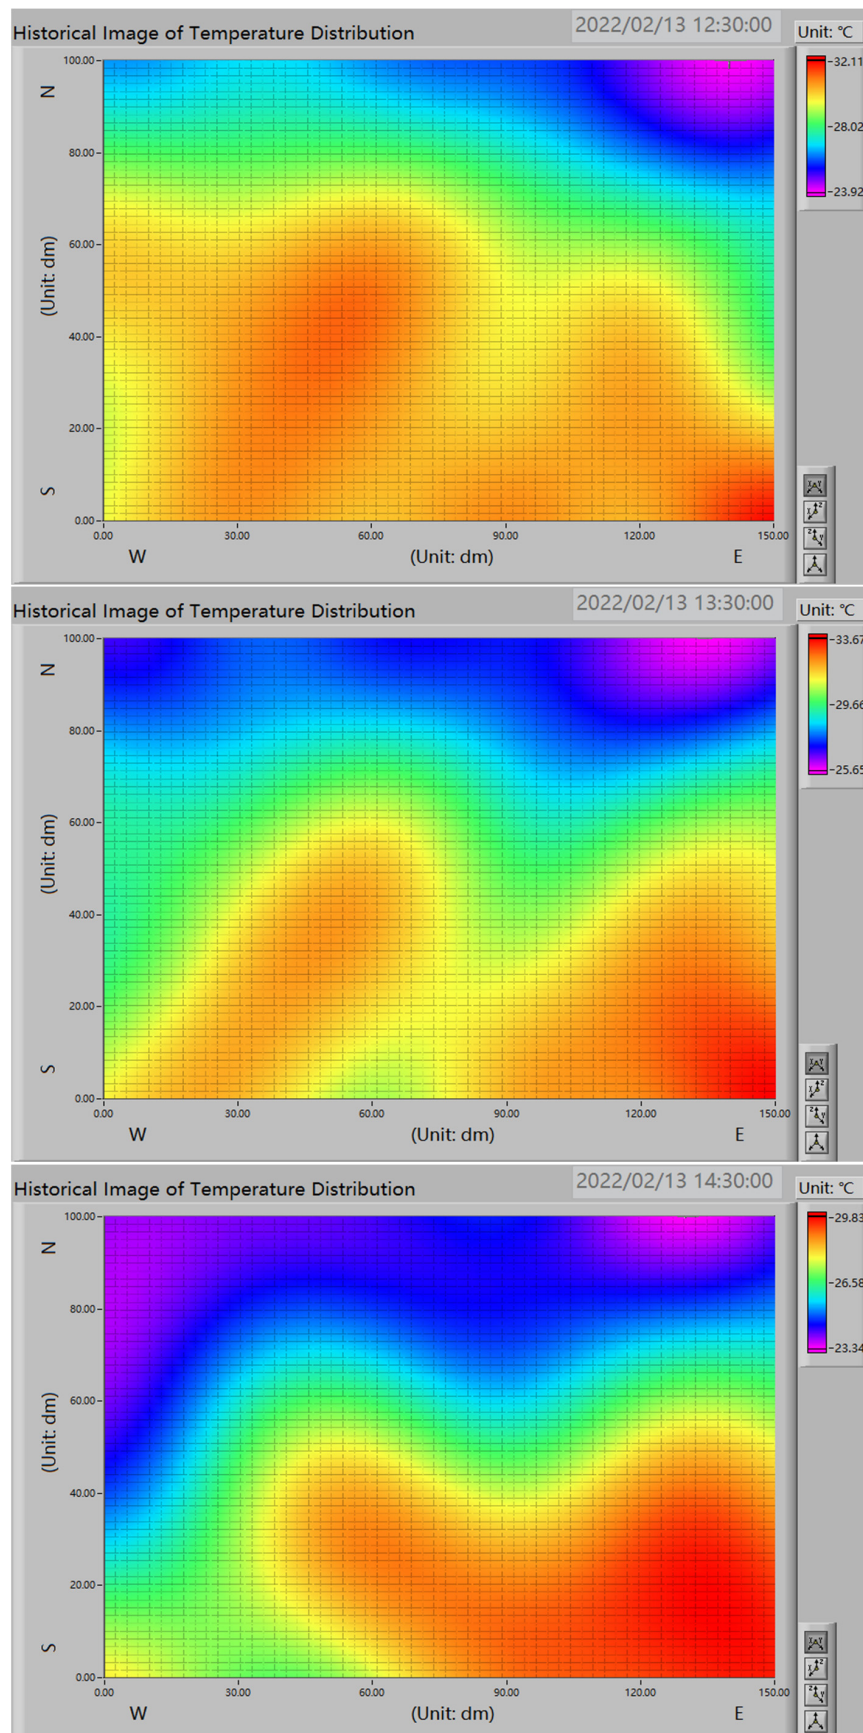 Historical Image of Temperature Distribution
2022/02/13 12:30:00
Unit: ℃
100.00
32.11
N
28.02
80.00
23.92
60.00
(Unit: dm)
40.00
20.00
S
0.00
0.00 30.00 60.00 90.00 120.00 150.00
W (Unit: dm) E
Historical Image of Temperature Distribution
2022/02/13 13:30:00
Unit: ℃
100.00
33.67
N
29.66
80.00
25.65
60.00
(Unit: dm)
40.00
20.00
S
0.00
0.00 30.00 60.00 90.00 120.00 150.00
W (Unit: dm) E
Historical Image of Temperature Distribution
2022/02/13 14:30:00
Unit: ℃
100.00
29.83
N
26.58
80.00
23.34
60.00
(Unit: dm)
40.00
20.00
S
0.00
0.00 30.00 60.00 90.00 120.00 150.00
W (Unit: dm) E